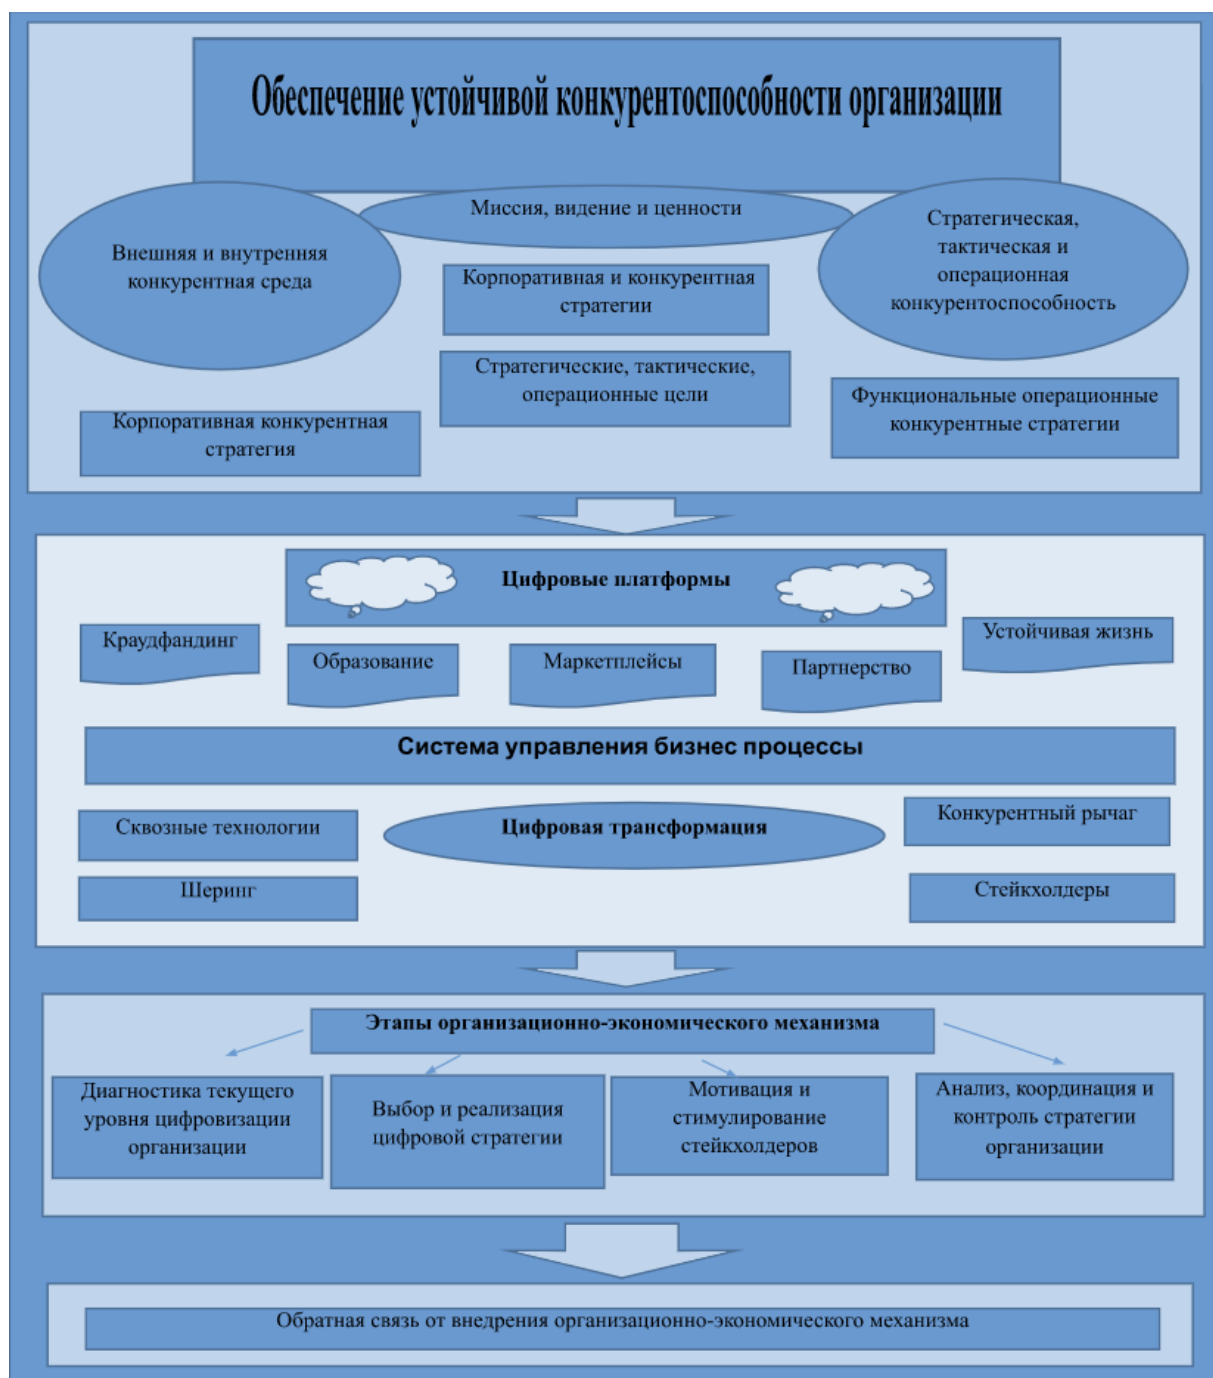 Обеспечение устойчивой конкурентоспособности организации
Миссия, видение и ценности
Внешняя и внутренняя
конкурентная среда
Стратегическая,
тактическая и
операционная
конкурентоспособность
Корпоративная и конкурентная
стратегии
Стратегические, тактические,
операционные цели
Корпоративная конкурентная
стратегия
Функциональные операционные
конкурентные стратегии
Цифровые платформы
Краудфандинг
Образование
Маркетплейсы
Партнерство
Устойчивая жизнь
Система управления бизнес процессы
Сквозные технологии
Цифровая трансформация
Конкурентный рычаг
Шеринг
Стейкхолдеры
Этапы организационно-экономического механизма
Диагностика текущего
уровня цифровизации
организации
Выбор и реализация
цифровой стратегии
Мотивация и
стимулирование
стейкхолдеров
Анализ, координация и
контроль стратегии
организации
Обратная связь от внедрения организационно-экономического механизма